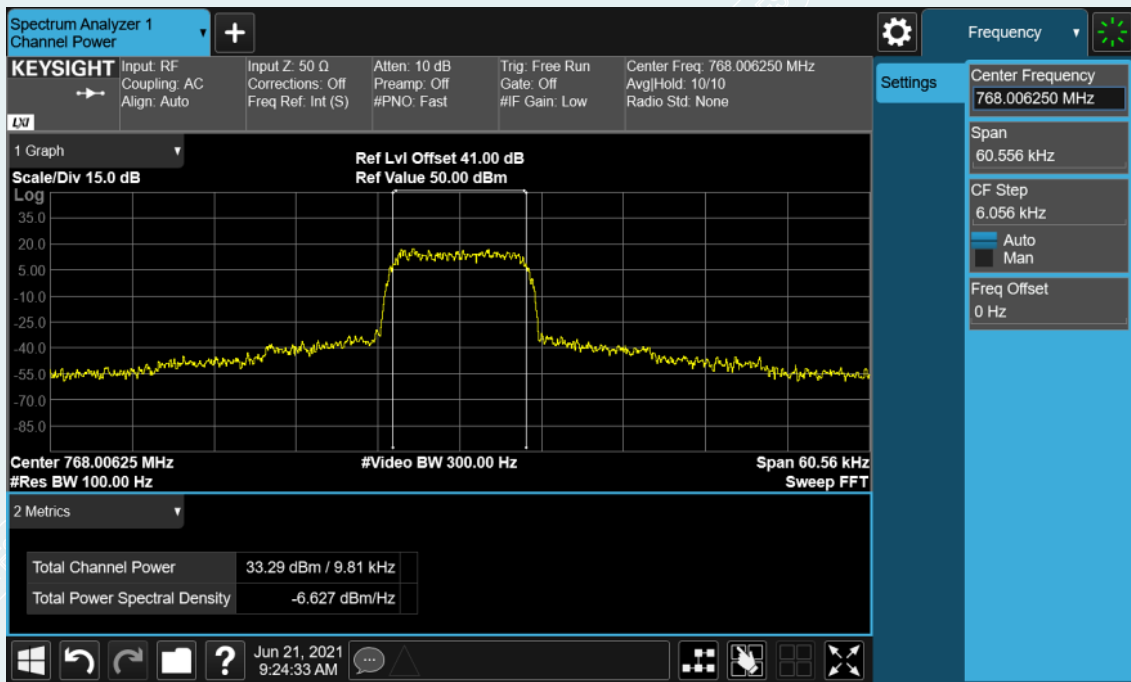 Spectrum Analyzer 1
Channel Power
+
Frequency
KEYSIGHT
LXI
Input: RF
Coupling: AC
Align: Auto
Input Z: 50 Ω
Corrections: Off
Freq Ref: Int (S)
Atten: 10 dB
Preamp: Off
#PNO: Fast
Trig: Free Run
Gate: Off
#IF Gain: Low
Center Freq: 768.006250 MHz
Avg|Hold: 10/10
Radio Std: None
Settings
Center Frequency
768.006250 MHz
Span
60.556 kHz
CF Step
6.056 kHz
Auto
Man
Freq Offset
0 Hz
1 Graph
Scale/Div 15.0 dB
Ref Lvl Offset 41.00 dB
Ref Value 50.00 dBm
Log
35.0
20.0
5.00
-10.0
-25.0
-40.0
-55.0
-70.0
-85.0
Center 768.00625 MHz
#Video BW 300.00 Hz
Span 60.56 kHz
#Res BW 100.00 Hz
Sweep FFT
2 Metrics
Total Channel Power 33.29 dBm / 9.81 kHz
Total Power Spectral Density -6.627 dBm/Hz
?
Jun 21, 2021
9:24:33 AM